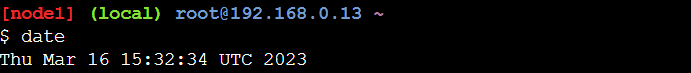 [node1] (local) root@192.168.0.13 ~
$ date
Thu Mar 16 15:32:34 UTC 2023